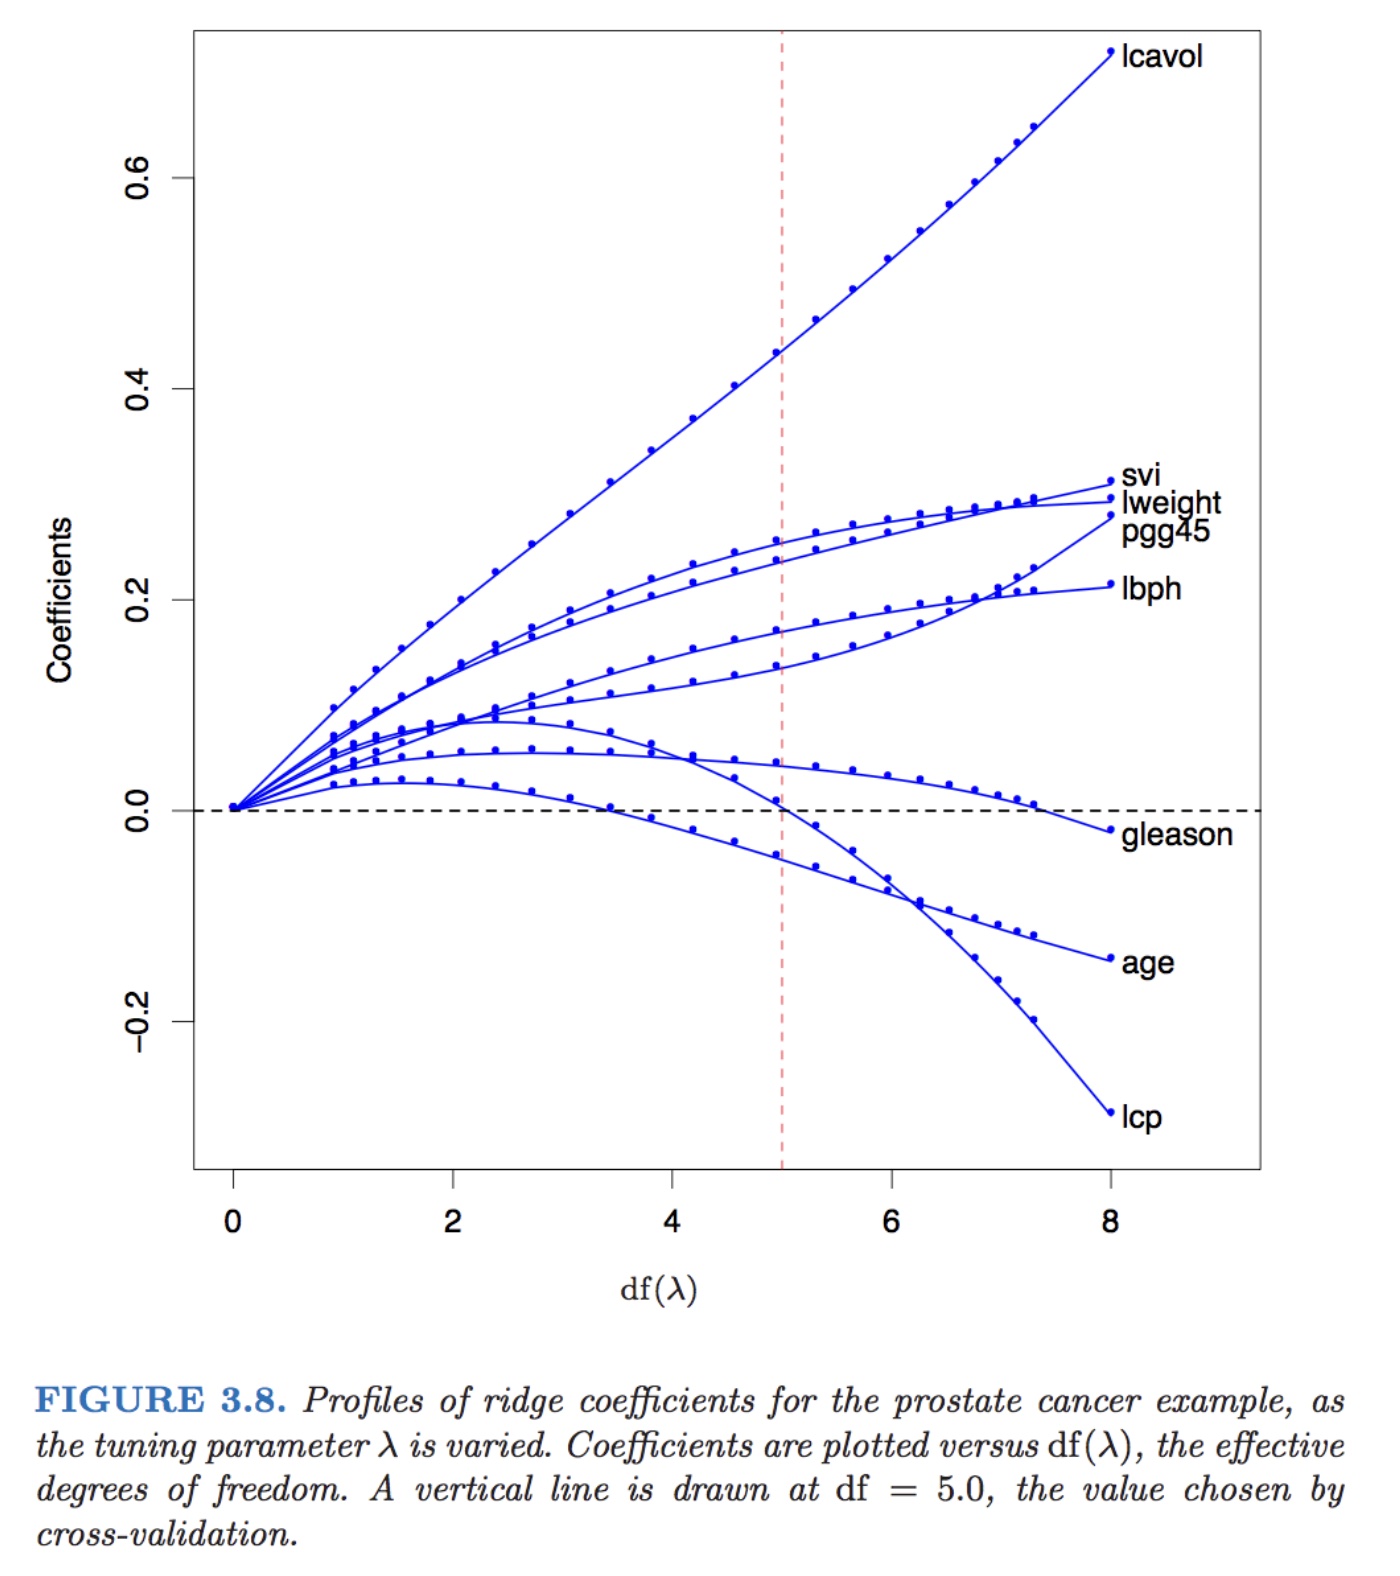 lcavol
0.6
0.4
svi
lweight
pgg45
Coefficients
0.2
lbph
0.0
gleason
age
−0.2
lcp
0 2 4 6 8
df(λ)
FIGURE 3.8. Profiles of ridge coefficients for the prostate cancer example, as
the tuning parameter λ is varied. Coefficients are plotted versus df(λ), the effective
degrees of freedom. A vertical line is drawn at df = 5.0, the value chosen by
cross-validation.